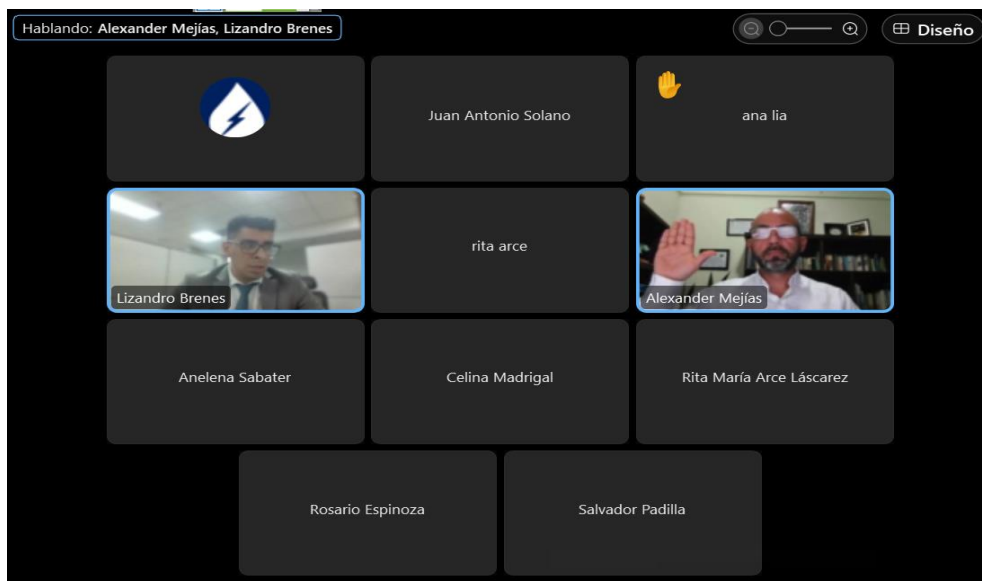 Hablando: Alexander Mejías, Lizandro Brenes
Diseño
Juan Antonio Solano
ana lia
Lizandro Brenes
rita arce
Alexander Mejías
Anelena Sabater
Celina Madrigal
Rita María Arce Láscarez
Rosario Espinoza
Salvador Padilla